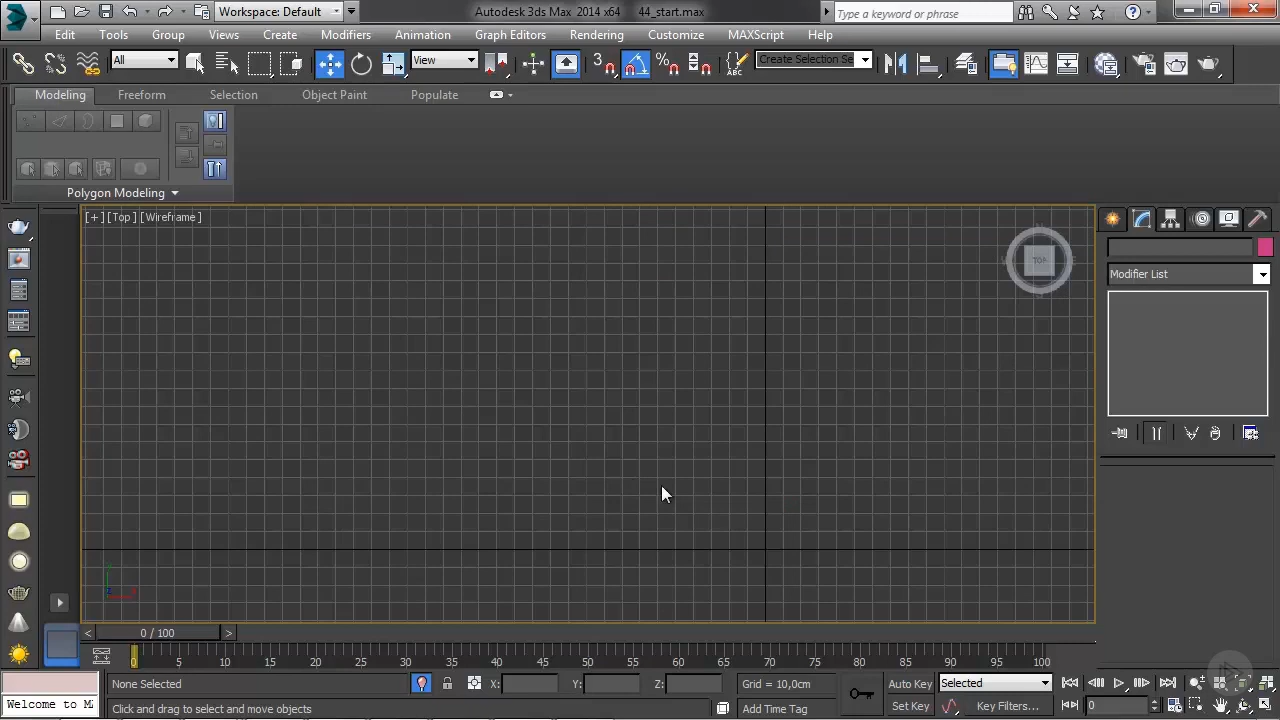 Workspace: Default
Autodesk 3ds Max 2014 x64 44_start.max
Type a keyword or phrase
Edit Tools Group Views Create Modifiers Animation Graph Editors Rendering Customize MAXScript Help
All
View
3
Create Selection Se
Modeling Freeform Selection Object Paint Populate
Polygon Modeling
[+] [Top] [Wireframe]
TOP
Modifier List
< 0 / 100 >
0 5 10 15 20 25 30 35 40 45 50 55 60 65 70 75 80 85 90 95 100
None Selected
X: Y: Z:
Grid = 10,0cm
Auto Key
Selected
Welcome to M
Click and dragging to select and move objects
Add Time Tag
Set Key
Key Filters...
0